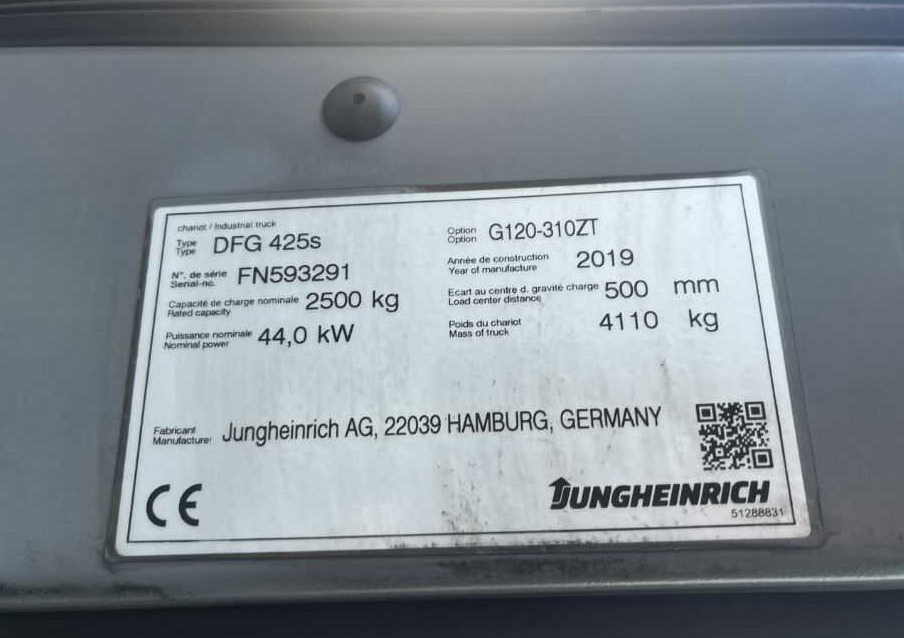 chariot / Industrial truck
Type
Type DFG 425s
Option
Option G120-310ZT
N°. de série
Serial-no. FN593291
Année de construction
Year of manufacture 2019
Capacité de charge nominale
Rated capacity 2500 kg
Ecart au centre d. gravité charge
Load center distance 500 mm
Puissance nominale
Nominal power 44,0 kW
Poids du chariot
Mass of truck 4110 kg
Fabricant
Manufacturer Jungheinrich AG, 22039 HAMBURG, GERMANY
CE
JUNGHEINRICH
51288831